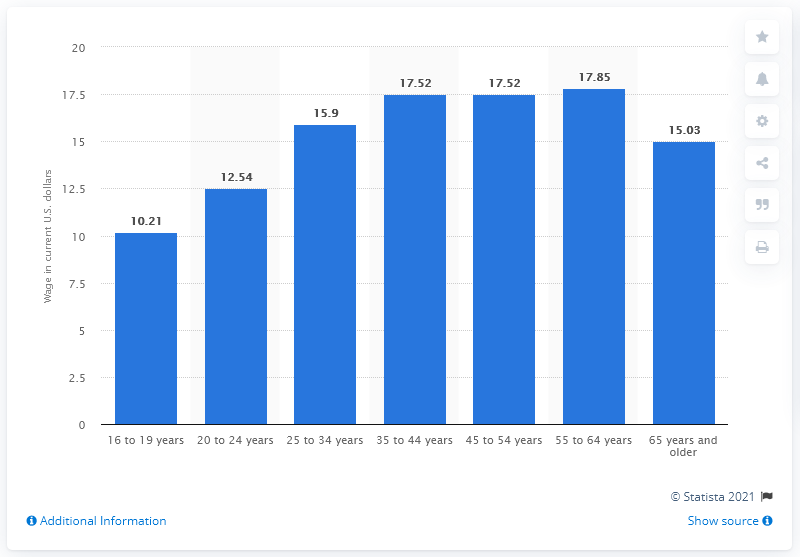 20
17.5
15
12.5
10
7.5
5
2.5
0
Wage in current U.S. dollars
10.21
12.54
15.9
17.52
17.52
17.85
15.03
16 to 19 years
20 to 24 years
25 to 34 years
35 to 44 years
45 to 54 years
55 to 64 years
65 years and
older
© Statista 2021
Additional Information
Show source